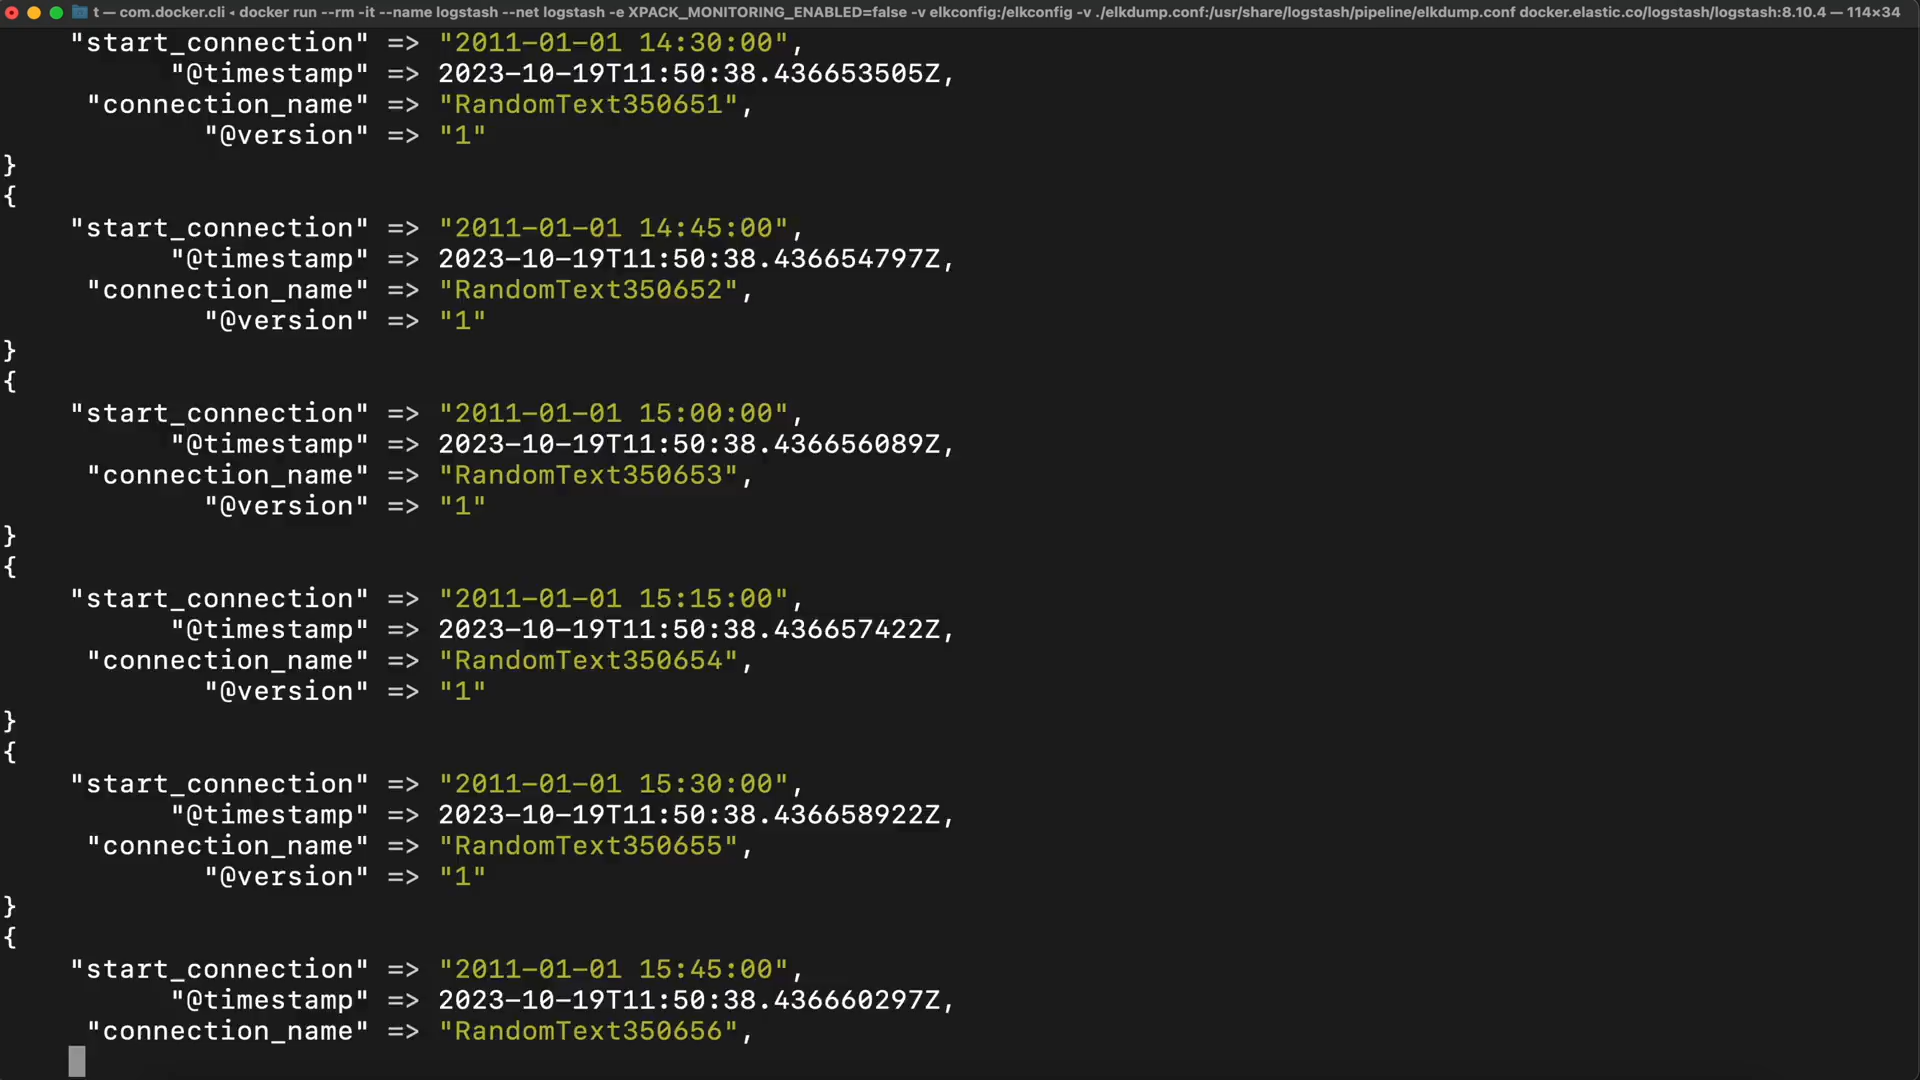 t — com.docker.cli ◂ docker run --rm -it --name logstash --net logstash -e XPACK_MONITORING_ENABLED=false -v elkconfig:/elkconfig -v ./elkdump.conf:/usr/share/logstash/pipeline/elkdump.conf docker.elastic.co/logstash/logstash:8.10.4 — 114×34
"start_connection" => "2011-01-01 14:30:00",
"@timestamp" => 2023-10-19T11:50:38.436653505Z,
"connection_name" => "RandomText350651",
"@version" => "1"
}
{
"start_connection" => "2011-01-01 14:45:00",
"@timestamp" => 2023-10-19T11:50:38.436654797Z,
"connection_name" => "RandomText350652",
"@version" => "1"
}
{
"start_connection" => "2011-01-01 15:00:00",
"@timestamp" => 2023-10-19T11:50:38.436656089Z,
"connection_name" => "RandomText350653",
"@version" => "1"
}
{
"start_connection" => "2011-01-01 15:15:00",
"@timestamp" => 2023-10-19T11:50:38.436657422Z,
"connection_name" => "RandomText350654",
"@version" => "1"
}
{
"start_connection" => "2011-01-01 15:30:00",
"@timestamp" => 2023-10-19T11:50:38.436658922Z,
"connection_name" => "RandomText350655",
"@version" => "1"
}
{
"start_connection" => "2011-01-01 15:45:00",
"@timestamp" => 2023-10-19T11:50:38.436660297Z,
"connection_name" => "RandomText350656",